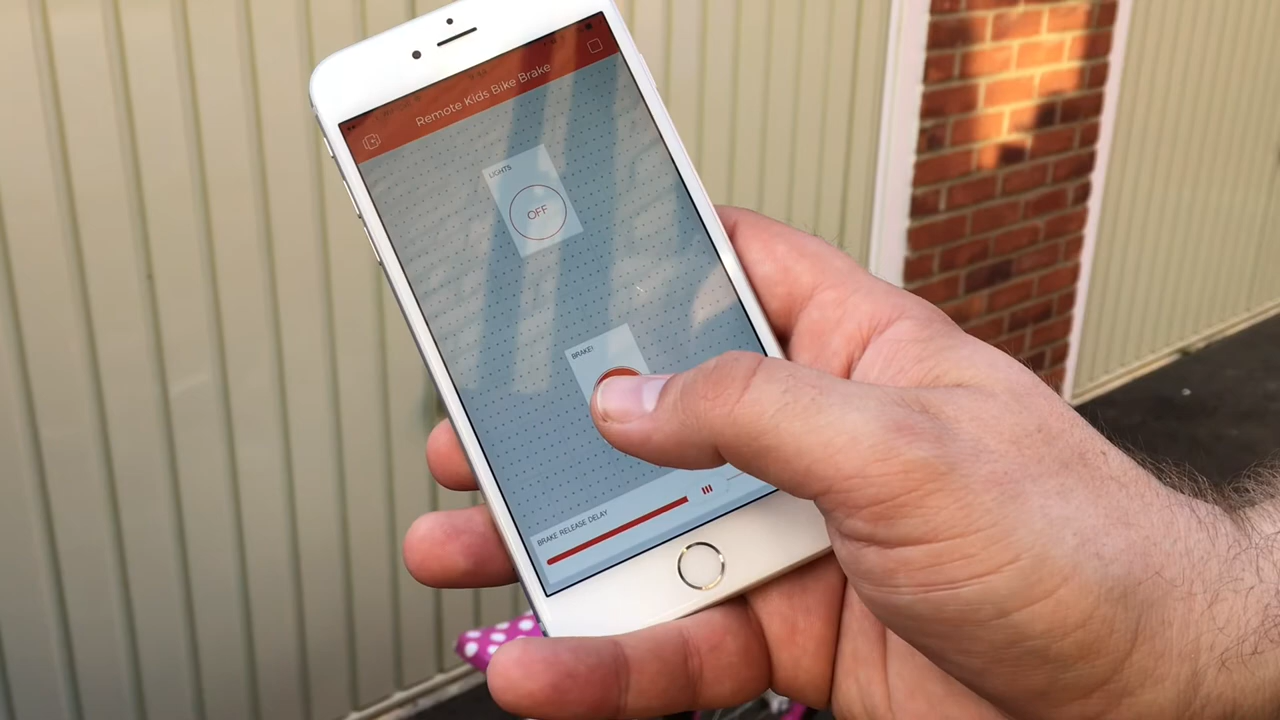 Remote Kids Bike Brake
LIGHTS
OFF
BRAKE!
BRAKE RELEASE DELAY